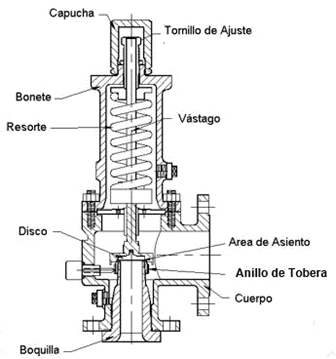 Capucha
Tornillo de Ajuste
Bonete
Resorte
Vástago
Disco
Area de Asiento
Anillo de Tobera
Cuerpo
Boquilla